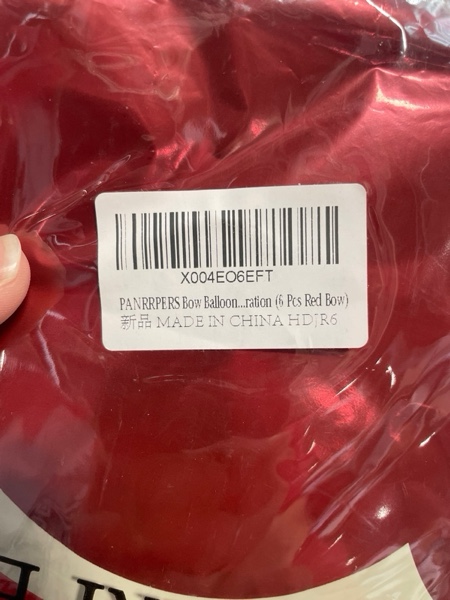 X004EO6EFT
PANRRPERS Bow Balloon...ration (6 Pcs Red Bow)
新品 MADE IN CHINA HDJR6